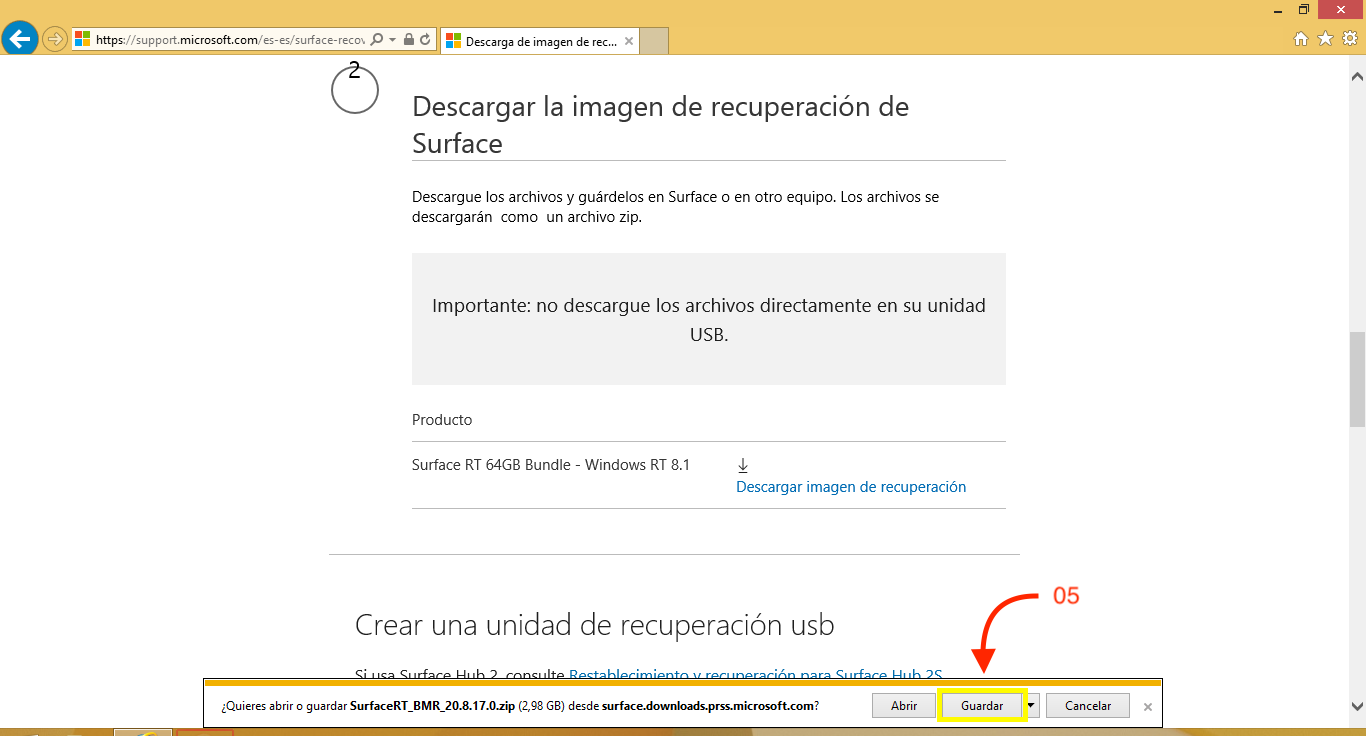 https://support.microsoft.com/es-es/surface-recov
Descarga de imagen de rec...
2
Descargar la imagen de recuperación de
Surface
Descargue los archivos y guárdelos en Surface o en otro equipo. Los archivos se
descargarán como un archivo zip.
Importante: no descargue los archivos directamente en su unidad
USB.
Producto
Surface RT 64GB Bundle - Windows RT 8.1
Descargar imagen de recuperación
Crear una unidad de recuperación usb
05
Si usa Surface Hub 2, consulte Restablecimiento y recuperación para Surface Hub 2S
¿Quieres abrir o guardar SurfaceRT_BMR_20.8.17.0.zip (2,98 GB) desde surface.downloads.prss.microsoft.com?
Abrir
Guardar
Cancelar